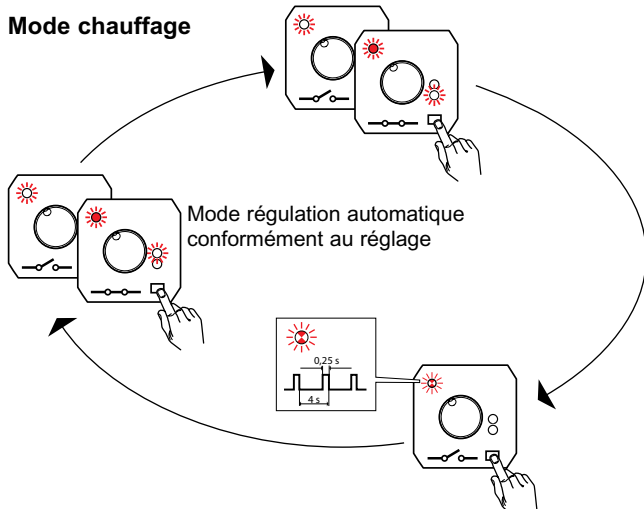 Mode chauffage
Mode régulation automatique
conformément au réglage
0,25 s
4 s